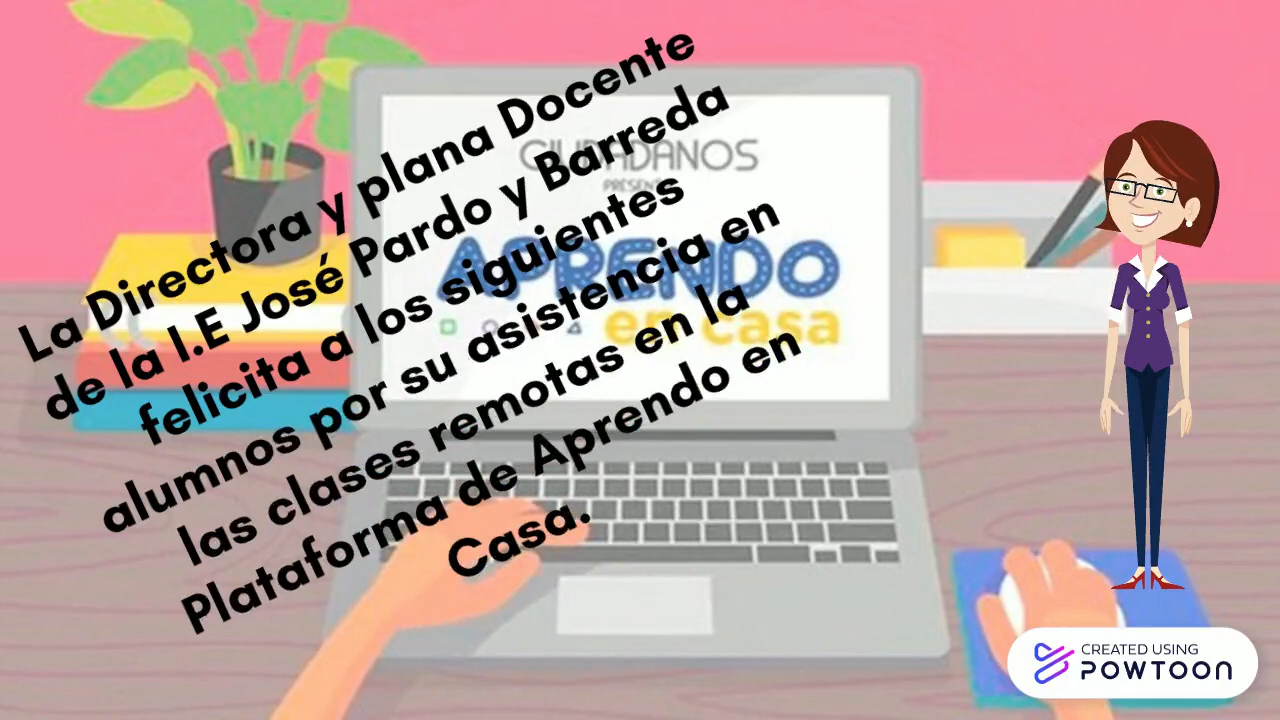 La Directora y plana Docente
de la I.E José Pardo y Barreda
felicita a los siguientes
alumnos por su asistencia en
las clases remotas en la
Plataforma de Aprendo en
Casa.
CIUDADANOS
APRENDO
en casa
CREATED USING
POWTOON